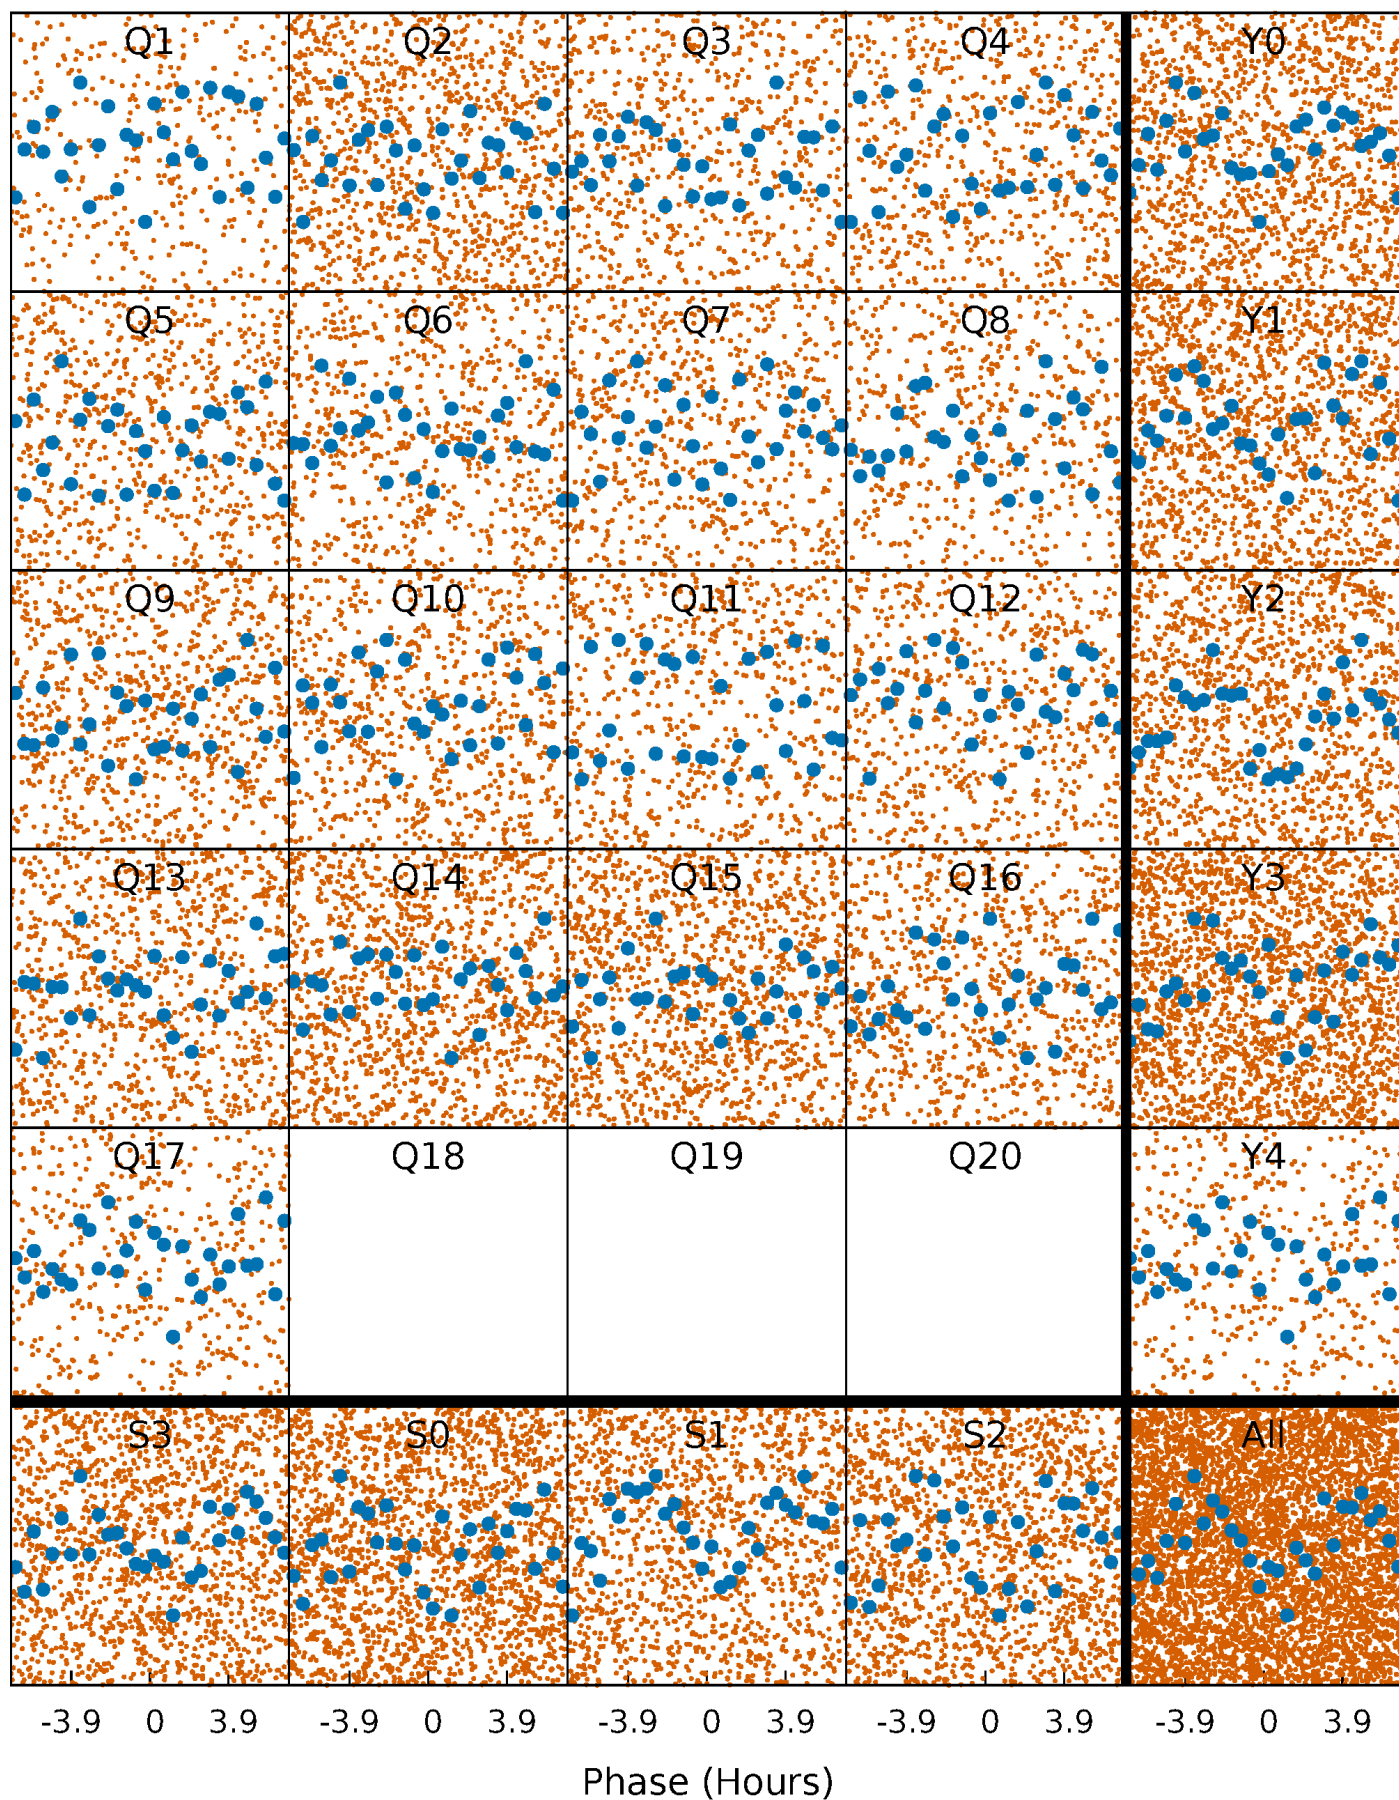 Q1 Q2 Q3 Q4 Y0
Q5 Q6 Q7 Q8 Y1
Q9 Q10 Q11 Q12 Y2
Q13 Q14 Q15 Q16 Y3
Q17 Q18 Q19 Q20 Y4
S3 S0 S1 S2 All
-3.9 0 3.9 -3.9 0 3.9 -3.9 0 3.9 -3.9 0 3.9 -3.9 0 3.9
Phase (Hours)